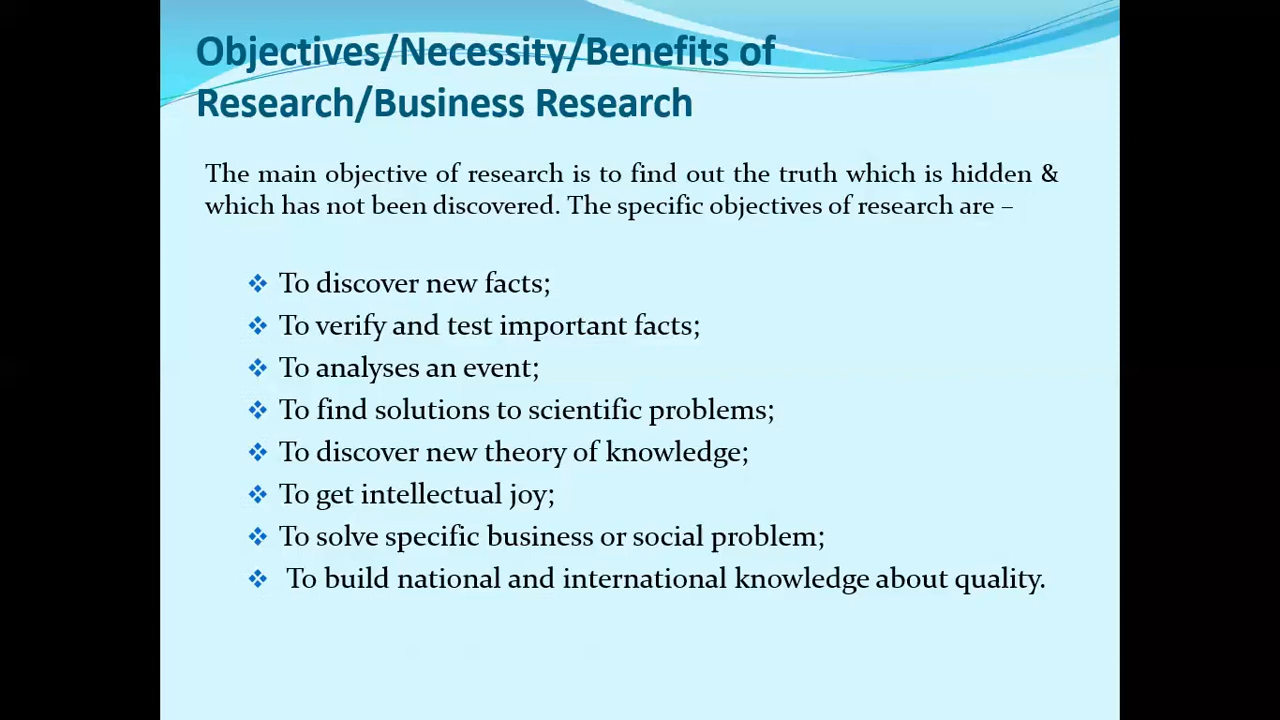 Objectives/Necessity/Benefits of
Research/Business Research
The main objective of research is to find out the truth which is hidden &
which has not been discovered. The specific objectives of research are –
❖ To discover new facts;
❖ To verify and test important facts;
❖ To analyses an event;
❖ To find solutions to scientific problems;
❖ To discover new theory of knowledge;
❖ To get intellectual joy;
❖ To solve specific business or social problem;
❖ To build national and international knowledge about quality.